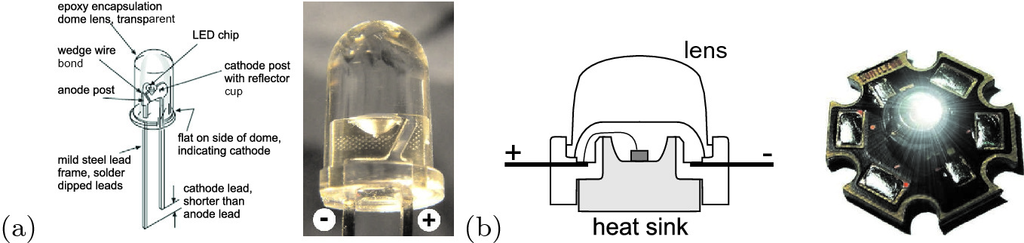 epoxy encapsulation
dome lens, transparent
LED chip
wedge wire
bond
cathode post
with reflector
cup
anode post
flat on side of dome,
indicating cathode
mild steel lead
frame, solder
dipped leads
cathode lead,
shorter than
anode lead
(a)
- +
(b)
lens
+ -
heat sink